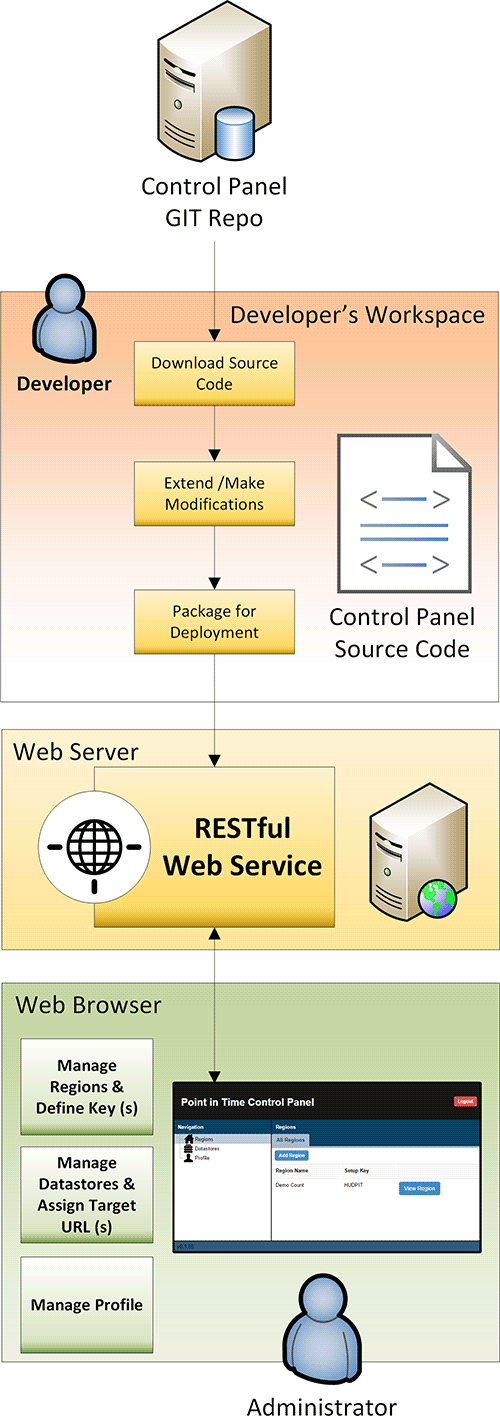 Control Panel
GIT Repo
Developer's Workspace
Developer
Download Source
Code
Extend /Make
Modifications
Package for
Deployment
Control Panel
Source Code
Web Server
RESTful
Web Service
Web Browser
Manage
Regions &
Define Key (s)
Manage
Datastores &
Assign Target
URL (s)
Manage Profile
Point in Time Control Panel
Logout
Navigation
Regions
Datastores
Profile
Regions
All Regions
Add Region
Region Name Setup Key
Demo Count HUDPIT View Region
Administrator